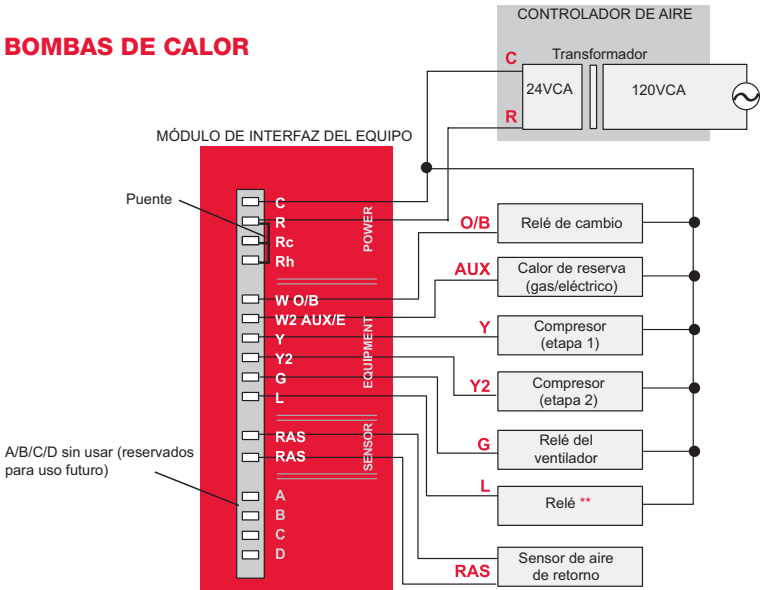 BOMBAS DE CALOR
CONTROLADOR DE AIRE
Transformador
C
24VCA
120VCA
R
MÓDULO DE INTERFAZ DEL EQUIPO
Puente
C
R
Rc
Rh
POWER
W O/B
W2 AUX/E
Y
Y2
G
L
EQUIPMENT
RAS
RAS
SENSOR
A
B
C
D
A/B/C/D sin usar (reservados
para uso futuro)
O/B
Relé de cambio
AUX
Calor de reserva
(gas/eléctrico)
Y
Compresor
(etapa 1)
Y2
Compresor
(etapa 2)
G
Relé del
ventilador
L
Relé **
RAS
Sensor de aire
de retorno